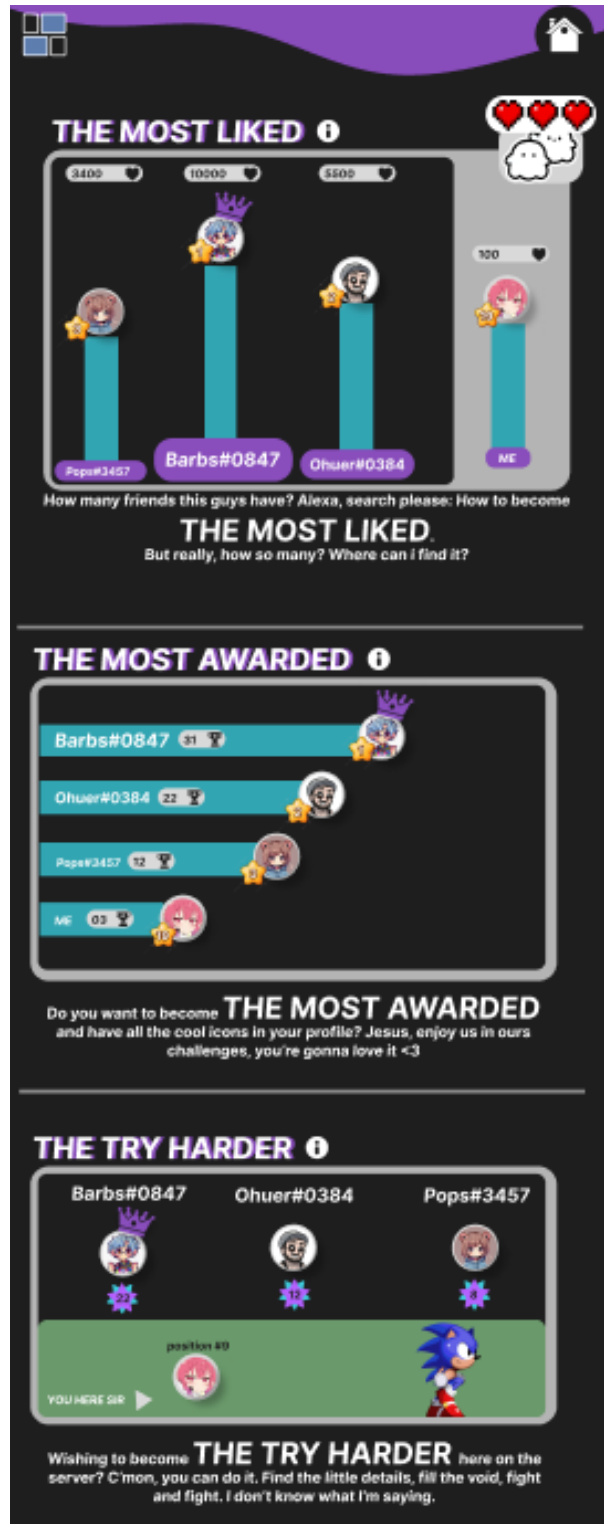 THE MOST LIKED
3400
10000
5500
100
1
2
3
Pops#3457
Barbs#0847
Ohuer#0384
ME
How many friends this guys have? Alexa, search please: How to become
THE MOST LIKED.
But really, how so many? Where can i find it?
THE MOST AWARDED
Barbs#0847 31
1
Ohuer#0384 22
2
Pops#3457 12
3
ME 03
Do you want to become THE MOST AWARDED
and have all the cool icons in your profile? Jesus, enjoy us in ours
challenges, you're gonna love it <3
THE TRY HARDER
Barbs#0847 Ohuer#0384 Pops#3457
22 12 8
position #9
YOU HERE SIR
Wishing to become THE TRY HARDER here on the
server? C'mon, you can do it. Find the little details, fill the void, fight
and fight. I don't know what I'm saying.